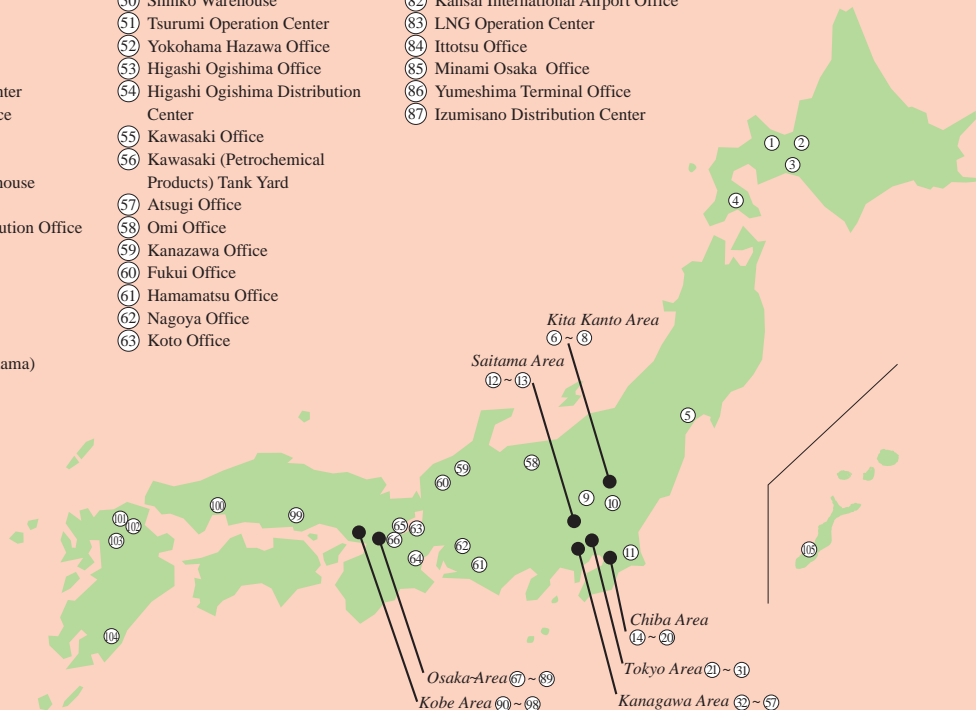 nter
ce
house
ution Office
ama)
50 Shinko Warehouse
51 Tsurumi Operation Center
52 Yokohama Hazawa Office
53 Higashi Ogishima Office
54 Higashi Ogishima Distribution
Center
55 Kawasaki Office
56 Kawasaki (Petrochemical
Products) Tank Yard
57 Atsugi Office
58 Omi Office
59 Kanazawa Office
60 Fukui Office
61 Hamamatsu Office
62 Nagoya Office
63 Koto Office
82 Kansai International Airport Office
83 LNG Operation Center
84 Ittotsu Office
85 Minami Osaka Office
86 Yumeshima Terminal Office
87 Izumisano Distribution Center
1
2
3
4
Kita Kanto Area
6 ~ 8
Saitama Area
12 ~ 13
5
58
59
60
9
10
100
99
101
102
103
65
63
66
64
62
61
11
105
104
Chiba Area
14 ~ 20
Tokyo Area 21 ~ 31
Kanagawa Area 32 ~ 57
Osaka Area 67 ~ 89
Kobe Area 90 ~ 98